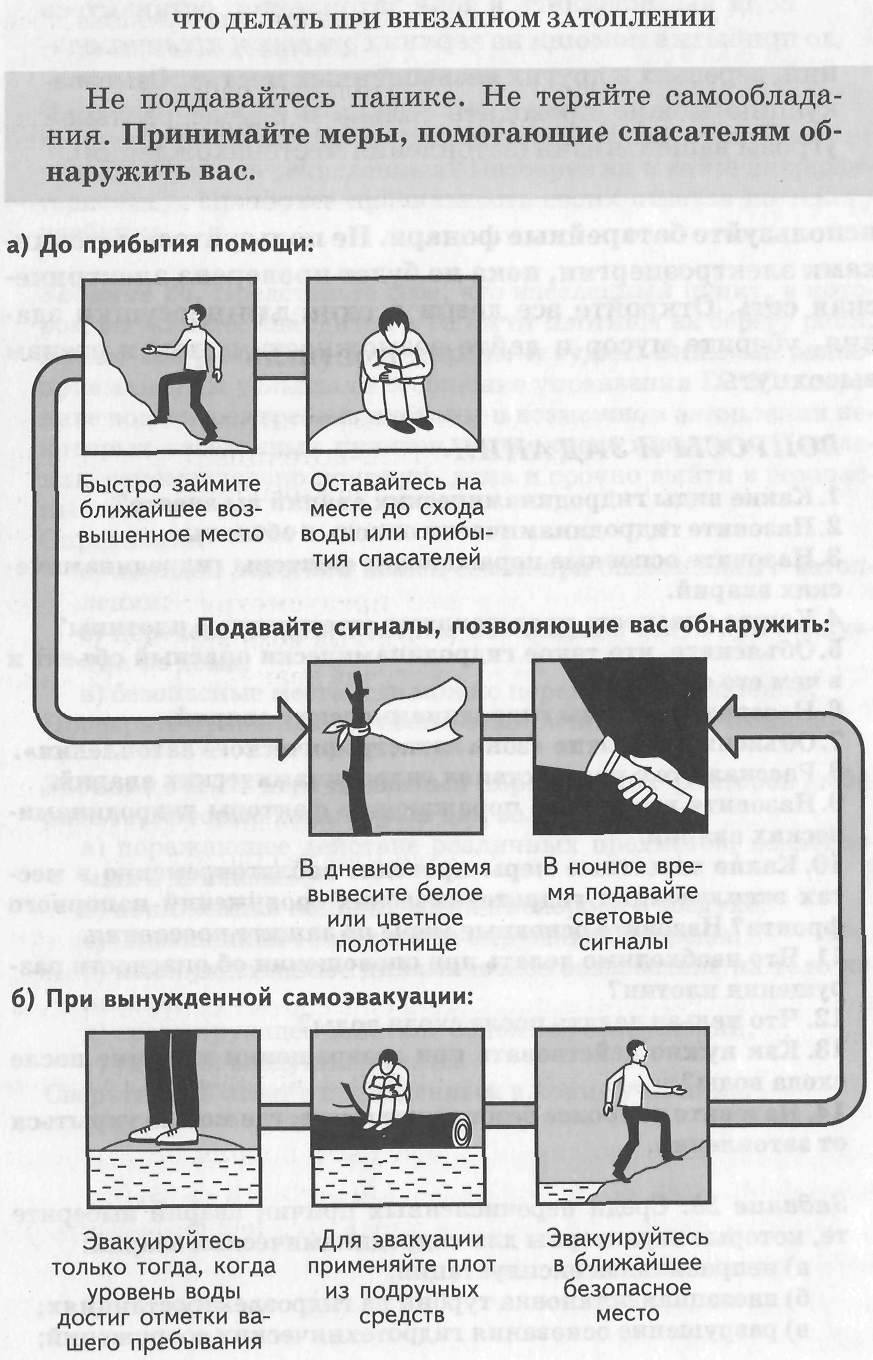 ЧТО ДЕЛАТЬ ПРИ ВНЕЗАПНОМ ЗАТОПЛЕНИИ
Не поддавайтесь панике. Не теряйте самооблада-
ния. Принимайте меры, помогающие спасателям об-
наружить вас.
а) До прибытия помощи:
Быстро займите
ближайшее воз-
вышенное место
Оставайтесь на
месте до схода
воды или прибы-
тия спасателей
Подавайте сигналы, позволяющие вас обнаружить:
В дневное время
вывесите белое
или цветное
полотнище
В ночное вре-
мя подавайте
световые
сигналы
б) При вынужденной самоэвакуации:
Эвакуируйтесь
только тогда, когда
уровень воды
достиг отметки ва-
шего пребывания
Для эвакуации
применяйте плот
из подручных
средств
Эвакуируйтесь
в ближайшее
безопасное
место